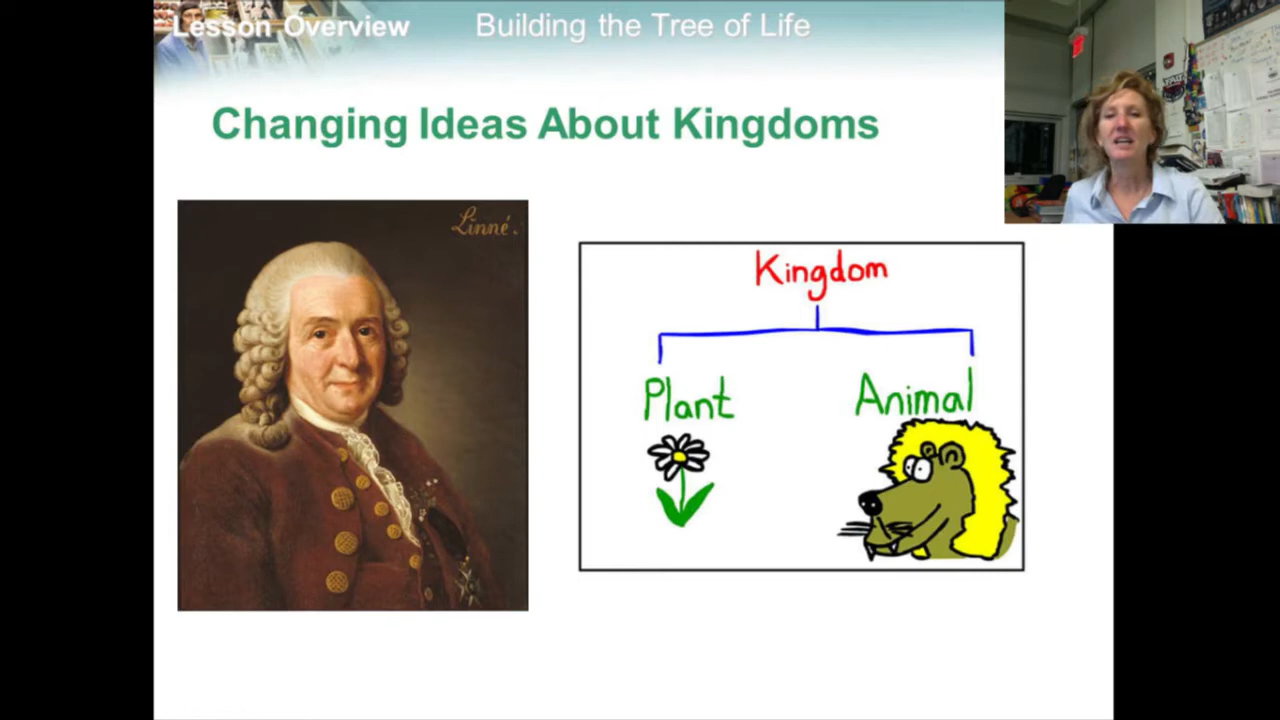 Lesson Overview
Building the Tree of Life
Changing Ideas About Kingdoms
Linné.
Kingdom
Plant
Animal